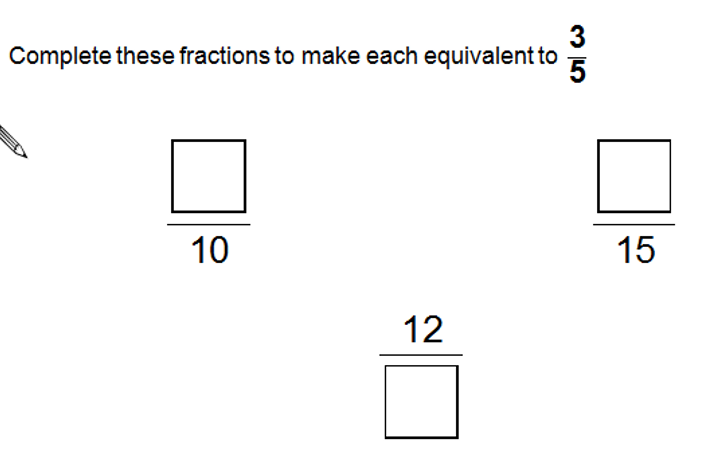 Complete these fractions to make each equivalent to 3/5
10
15
12